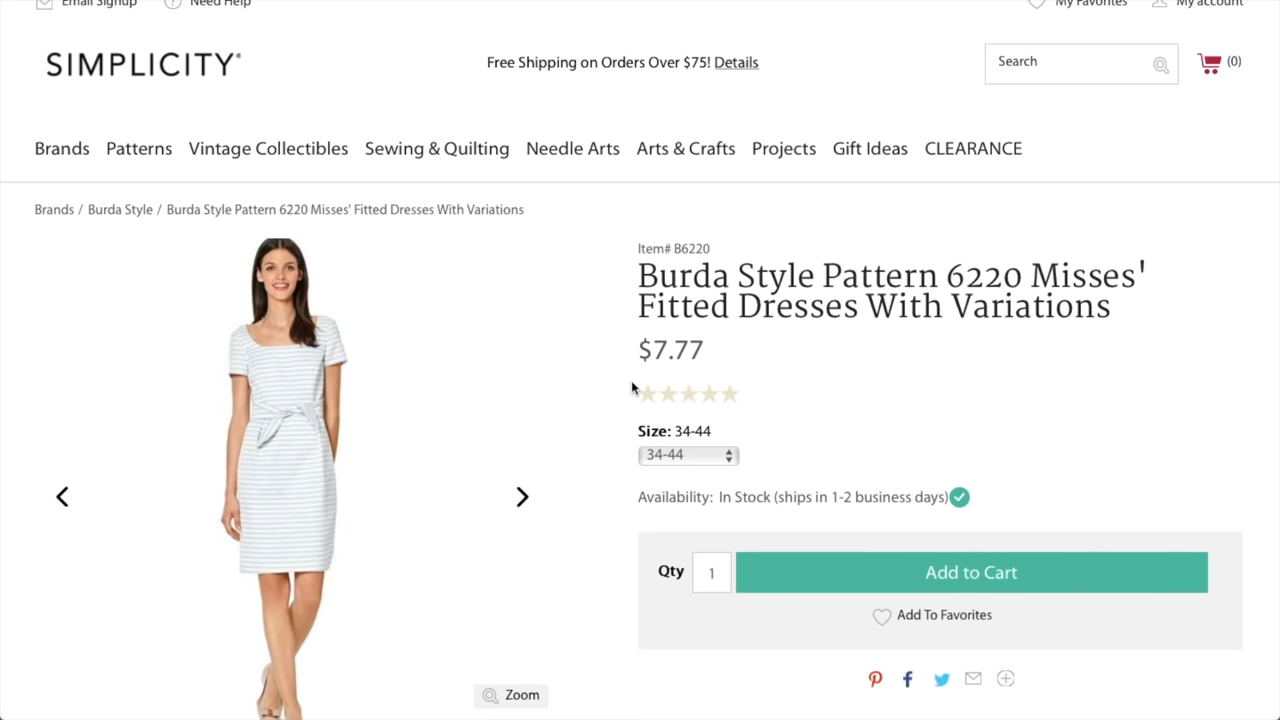 Email Signup
Need Help
My Favorites
My account
SIMPLICITY®
Free Shipping on Orders Over $75! Details
Search
(0)
Brands Patterns Vintage Collectibles Sewing & Quilting Needle Arts Arts & Crafts Projects Gift Ideas CLEARANCE
Brands / Burda Style / Burda Style Pattern 6220 Misses' Fitted Dresses With Variations
Item# B6220
Burda Style Pattern 6220 Misses'
Fitted Dresses With Variations
$7.77
Size: 34-44
34-44
Availability: In Stock (ships in 1-2 business days)
Qty 1 Add to Cart
Add To Favorites
Zoom